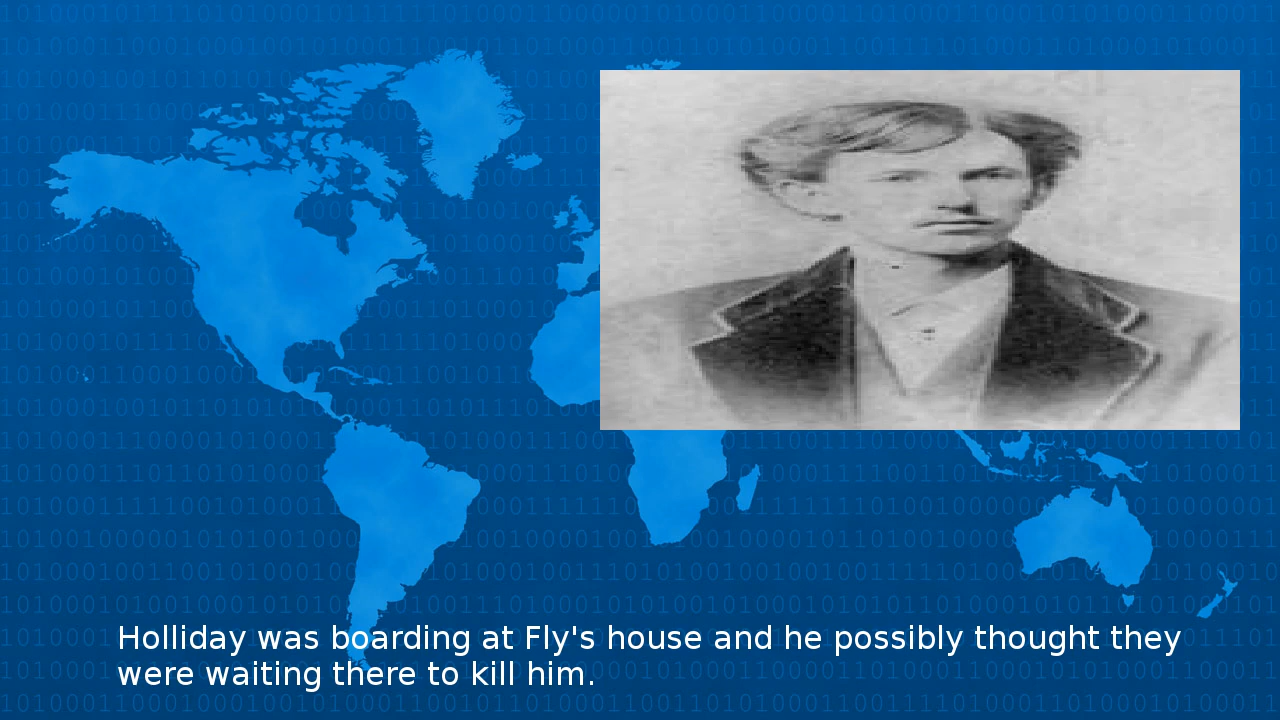 Holliday was boarding at Fly's house and he possibly thought they
were waiting there to kill him.